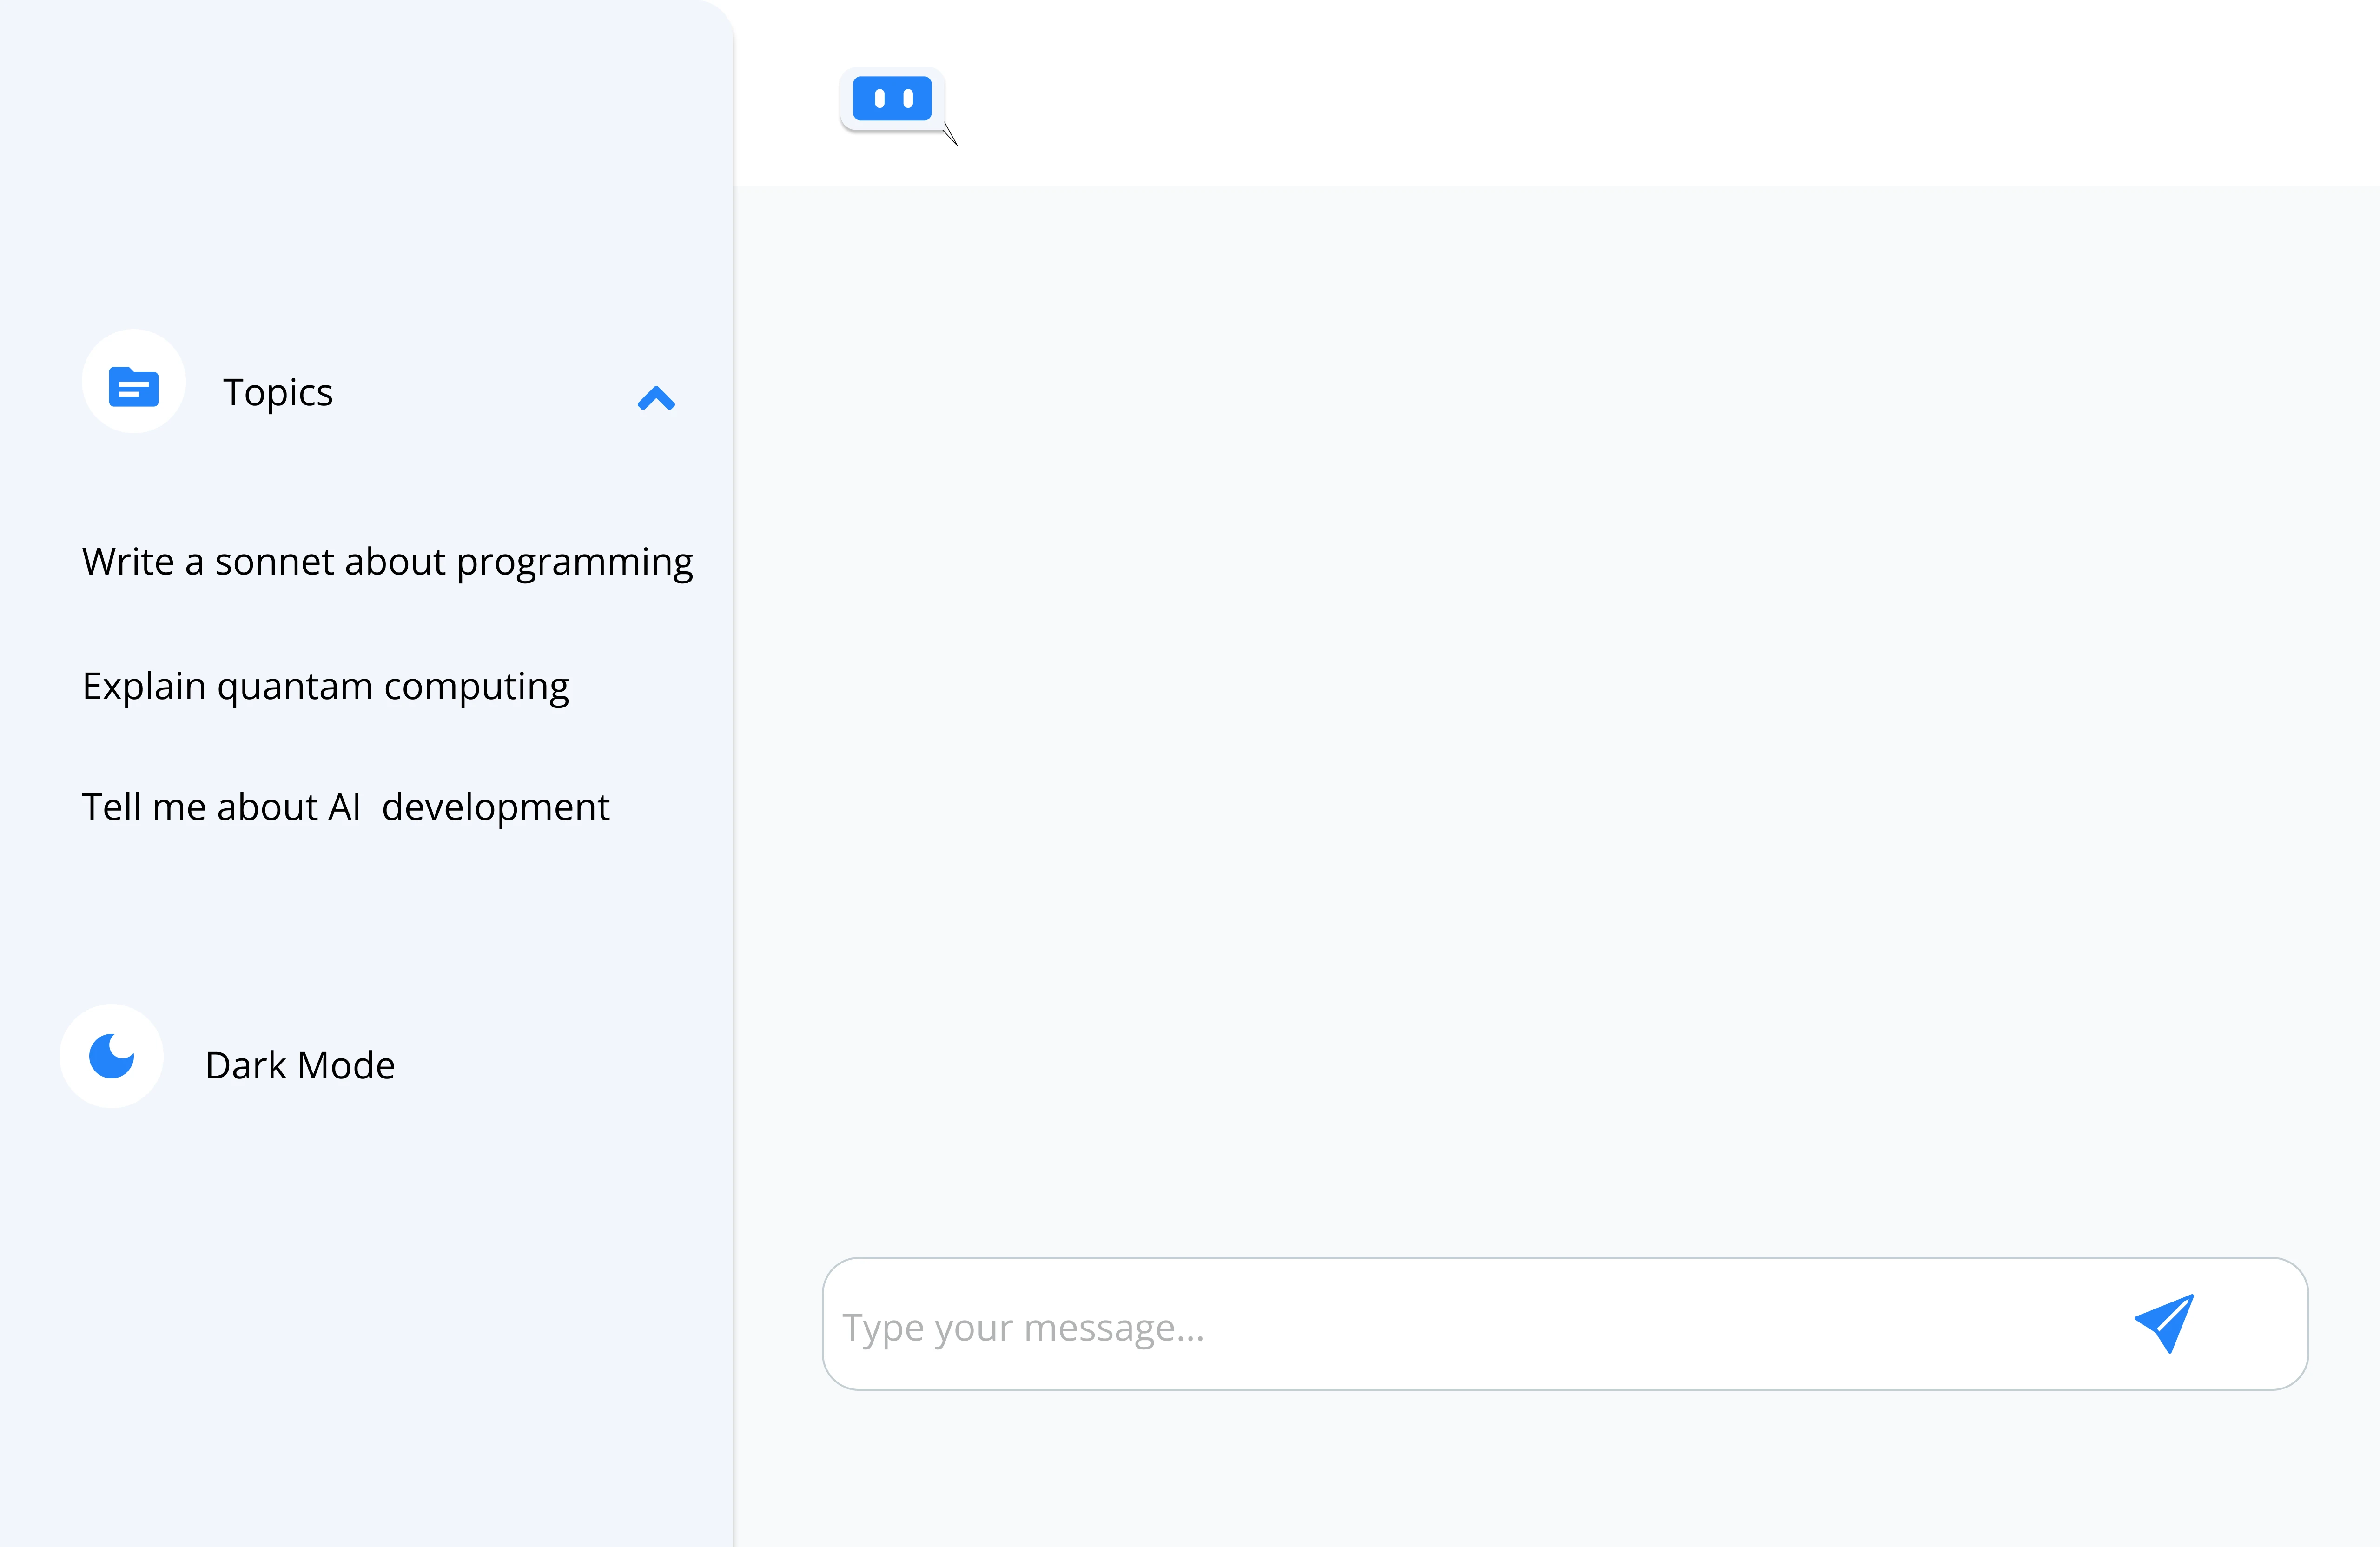 Topics
Write a sonnet about programming
Explain quantam computing
Tell me about AI  development
Dark Mode
Type your message...